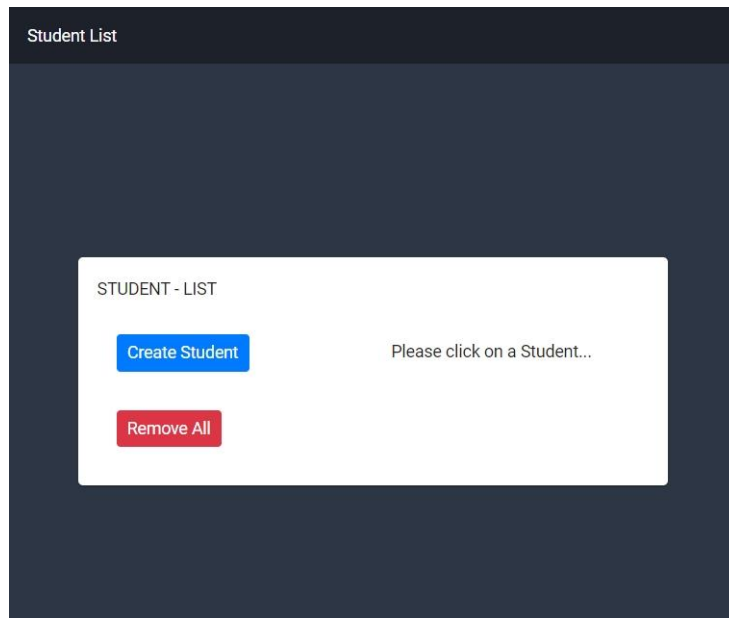 Student List
STUDENT - LIST
Create Student
Please click on a Student...
Remove All